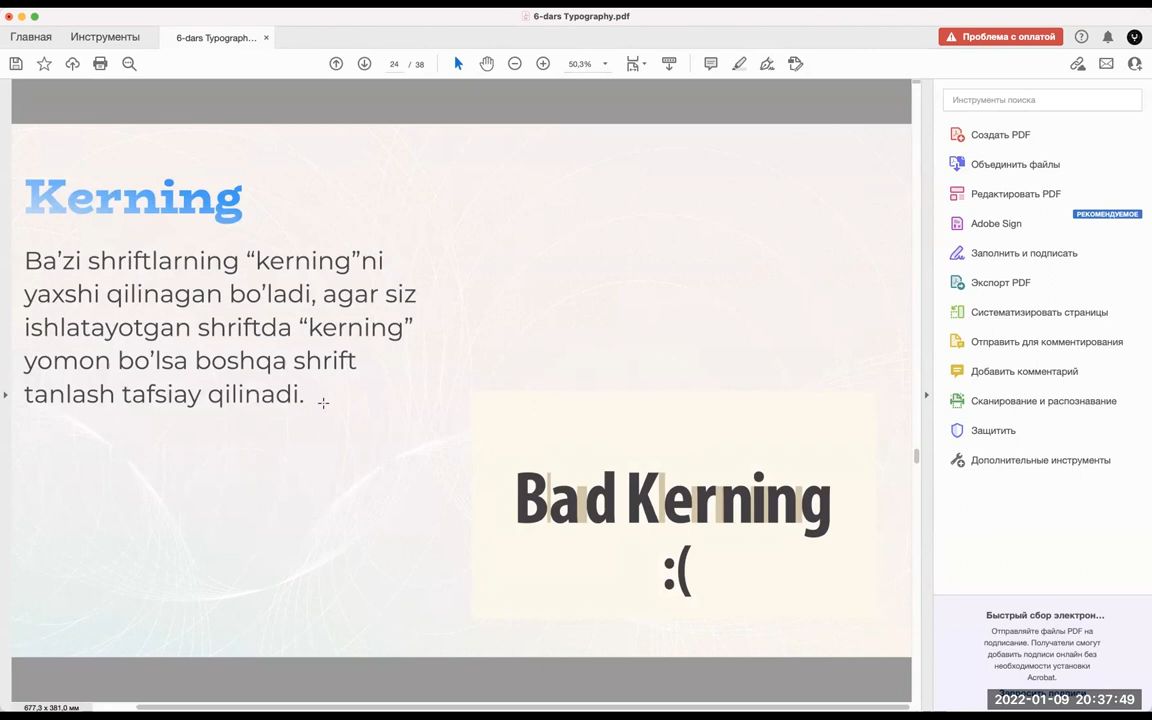 6-dars Typography.pdf
Главная
Инструменты
6-dars Typograph...
Проблема с оплатой
24 / 38
50,3%
Инструменты поиска
Создать PDF
Объединить файлы
Редактировать PDF
РЕКОМЕНДУЕМОЕ
Adobe Sign
Заполнить и подписать
Экспорт PDF
Систематизировать страницы
Отправить для комментирования
Добавить комментарий
Сканирование и распознавание
Защитить
Дополнительные инструменты
Kerning
Ba’zi shriftlarning “kerning”ni
yaxshi qilinagan bo’ladi, agar siz
ishlatayotgan shriftda “kerning”
yomon bo’lsa boshqa shrift
tanlash tafsiay qilinadi.
Bad Kerning
:(
Быстрый сбор электрон...
Отправляйте файлы PDF на
подписание. Получатели смогут
добавить подписи онлайн без
необходимости установки
Acrobat.
2022-01-09 20:37:49
677,3 x 381,0 мм